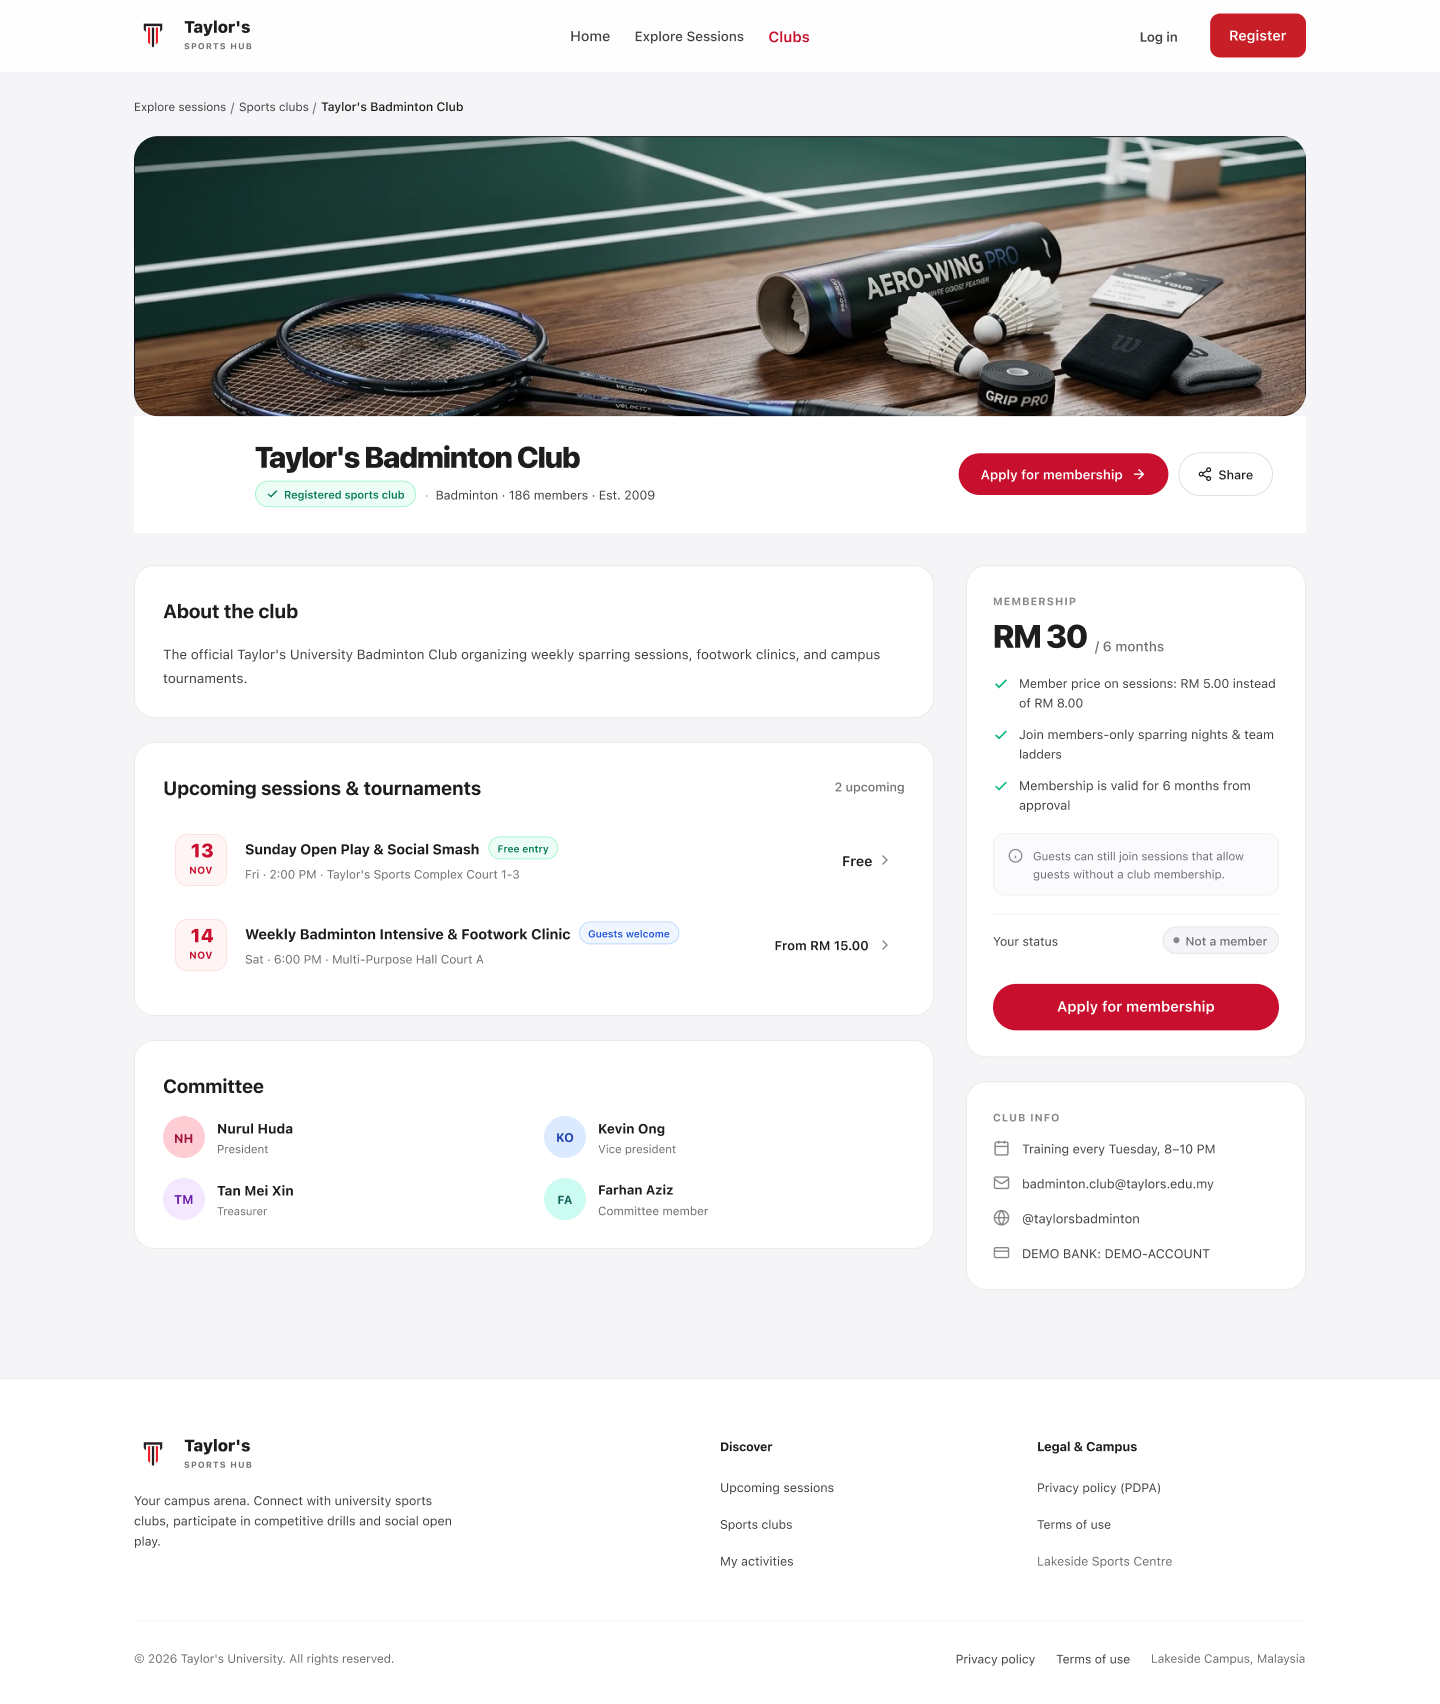 Taylor's
SPORTS HUB
Home
Explore Sessions
Clubs
Log in
Register
Explore sessions / Sports clubs / Taylor's Badminton Club
AERO-WING PRO
GOOSE FEATHER
VELOCITY
VELOCITY
GRIP PRO
Taylor's Badminton Club
Registered sports club · Badminton · 186 members · Est. 2009
Apply for membership
Share
About the club
The official Taylor's University Badminton Club organizing weekly sparring sessions, footwork clinics, and campus
tournaments.
Upcoming sessions & tournaments
2 upcoming
13
NOV
Sunday Open Play & Social Smash
Free entry
Fri · 2:00 PM · Taylor's Sports Complex Court 1-3
Free
14
NOV
Weekly Badminton Intensive & Footwork Clinic
Guests welcome
Sat · 6:00 PM · Multi-Purpose Hall Court A
From RM 15.00
Committee
NH
Nurul Huda
President
KO
Kevin Ong
Vice president
TM
Tan Mei Xin
Treasurer
FA
Farhan Aziz
Committee member
MEMBERSHIP
RM 30 / 6 months
Member price on sessions: RM 5.00 instead
of RM 8.00
Join members-only sparring nights & team
ladders
Membership is valid for 6 months from
approval
Guests can still join sessions that allow
guests without a club membership.
Your status
Not a member
Apply for membership
CLUB INFO
Training every Tuesday, 8–10 PM
badminton.club@taylors.edu.my
@taylorsbadminton
DEMO BANK: DEMO-ACCOUNT
Taylor's
SPORTS HUB
Your campus arena. Connect with university sports
clubs, participate in competitive drills and social open
play.
Discover
Upcoming sessions
Sports clubs
My activities
Legal & Campus
Privacy policy (PDPA)
Terms of use
Lakeside Sports Centre
© 2026 Taylor's University. All rights reserved.
Privacy policy
Terms of use
Lakeside Campus, Malaysia